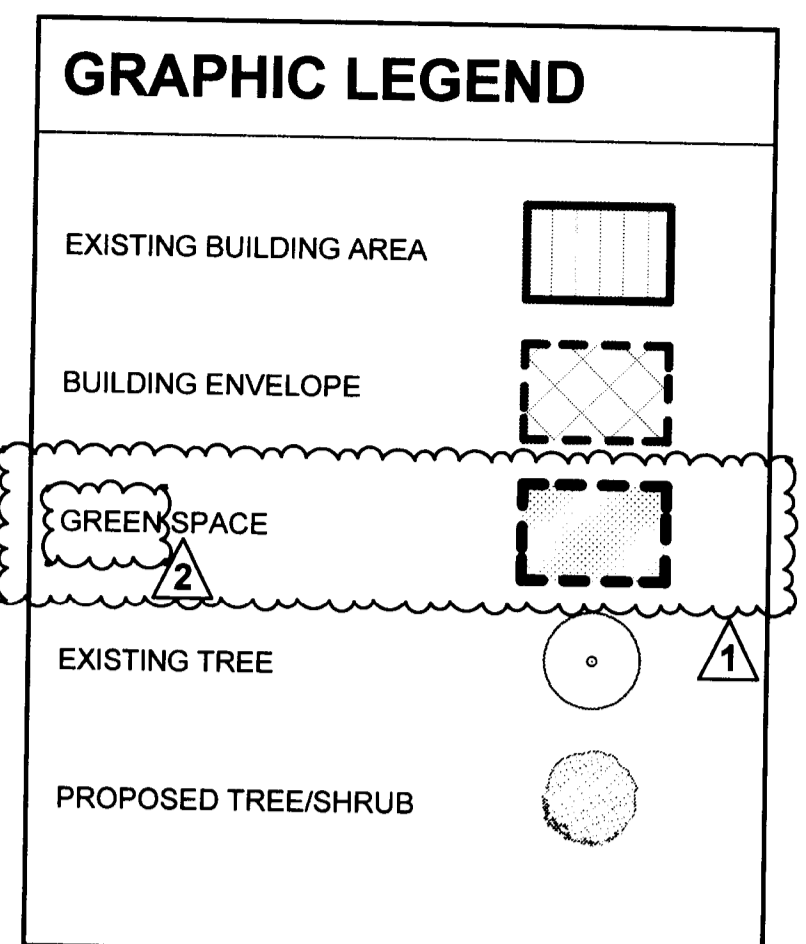 GRAPHIC LEGEND
EXISTING BUILDING AREA
BUILDING ENVELOPE
GREEN SPACE
2
EXISTING TREE
1
PROPOSED TREE/SHRUB